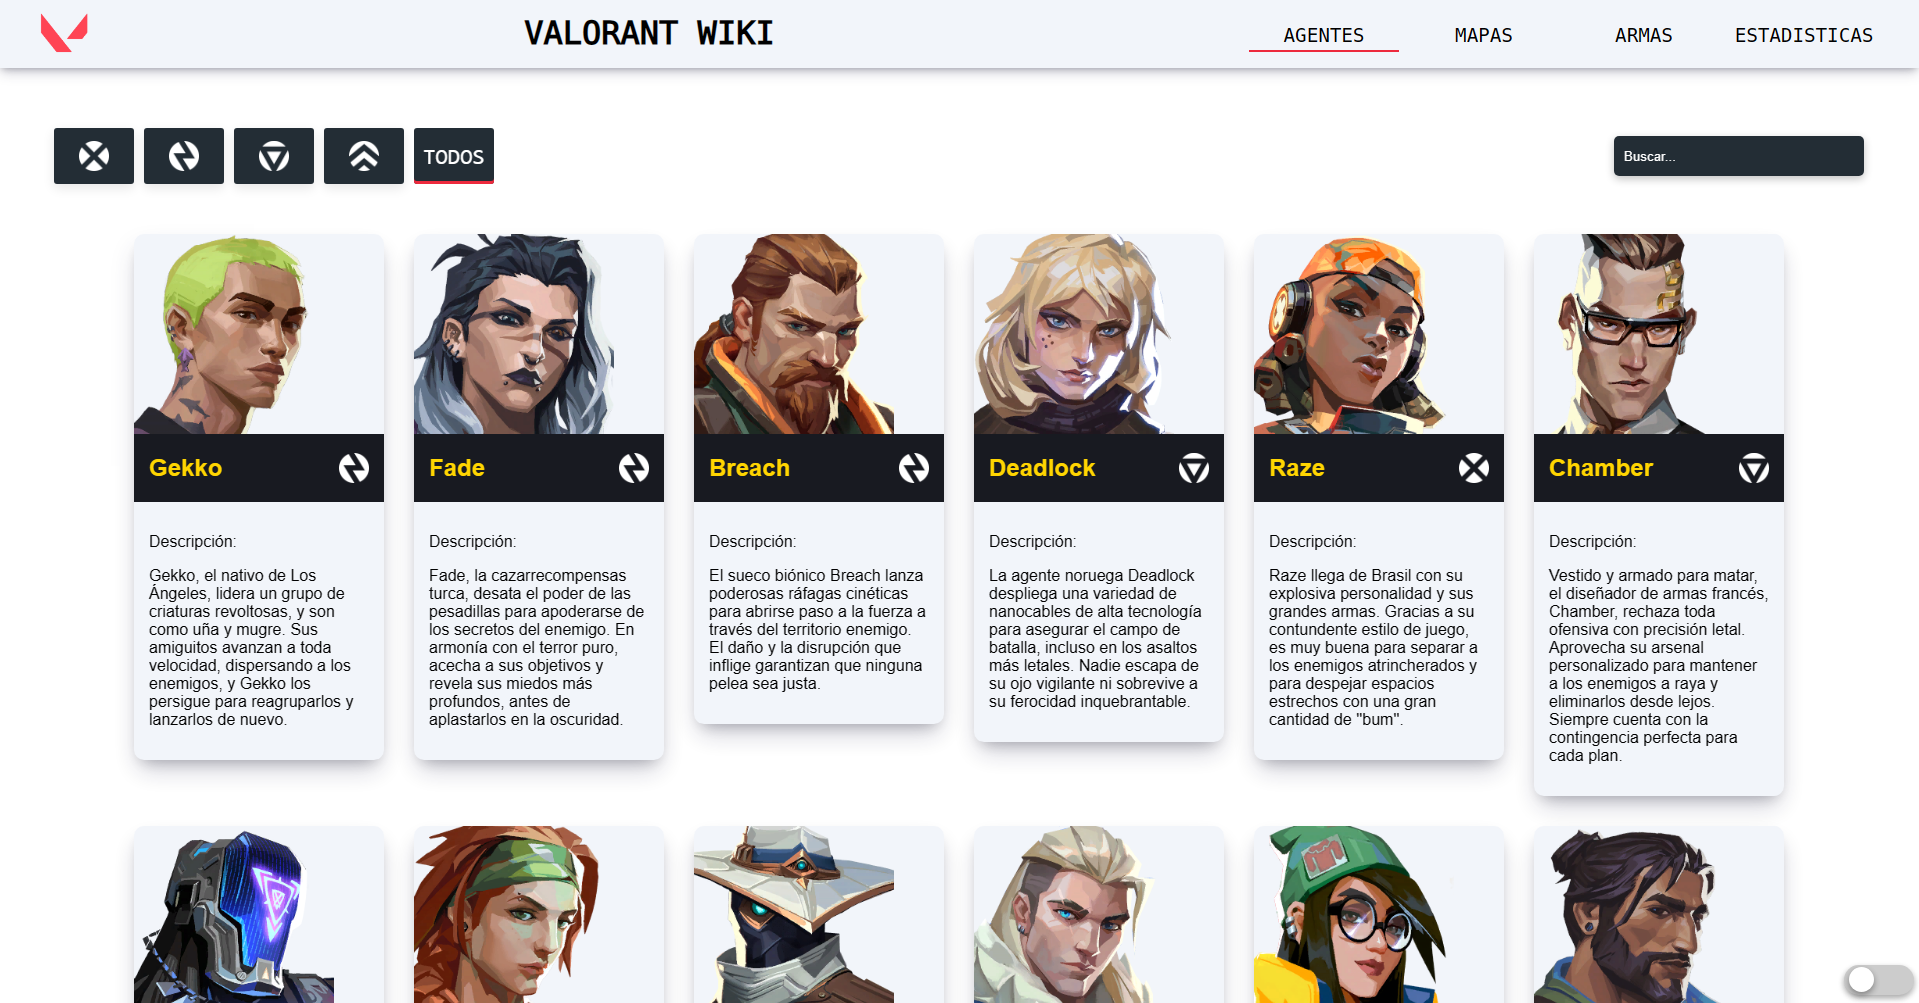 VALORANT WIKI
AGENTES
MAPAS
ARMAS
ESTADISTICAS
TODOS
Buscar...
Gekko
Descripción:
Gekko, el nativo de Los
Ángeles, lidera un grupo de
criaturas revoltosas, y son
como uña y mugre. Sus
amiguitos avanzan a toda
velocidad, dispersando a los
enemigos, y Gekko los
persigue para reagruparlos y
lanzarlos de nuevo.
Fade
Descripción:
Fade, la cazarrecompensas
turca, desata el poder de las
pesadillas para apoderarse de
los secretos del enemigo. En
armonía con el terror puro,
acecha a sus objetivos y
revela sus miedos más
profundos, antes de
aplastarlos en la oscuridad.
Breach
Descripción:
El sueco biónico Breach lanza
poderosas ráfagas cinéticas
para abrirse paso a la fuerza a
través del territorio enemigo.
El daño y la disrupción que
inflige garantizan que ninguna
pelea sea justa.
Deadlock
Descripción:
La agente noruega Deadlock
despliega una variedad de
nanocables de alta tecnología
para asegurar el campo de
batalla, incluso en los asaltos
más letales. Nadie escapa de
su ojo vigilante ni sobrevive a
su ferocidad inquebrantable.
Raze
Descripción:
Raze llega de Brasil con su
explosiva personalidad y sus
grandes armas. Gracias a su
contundente estilo de juego,
es muy buena para separar a
los enemigos atrincherados y
para despejar espacios
estrechos con una gran
cantidad de "bum".
Chamber
Descripción:
Vestido y armado para matar,
el diseñador de armas francés,
Chamber, rechaza toda
ofensiva con precisión letal.
Aprovecha su arsenal
personalizado para mantener
a los enemigos a raya y
eliminarlos desde lejos.
Siempre cuenta con la
contingencia perfecta para
cada plan.